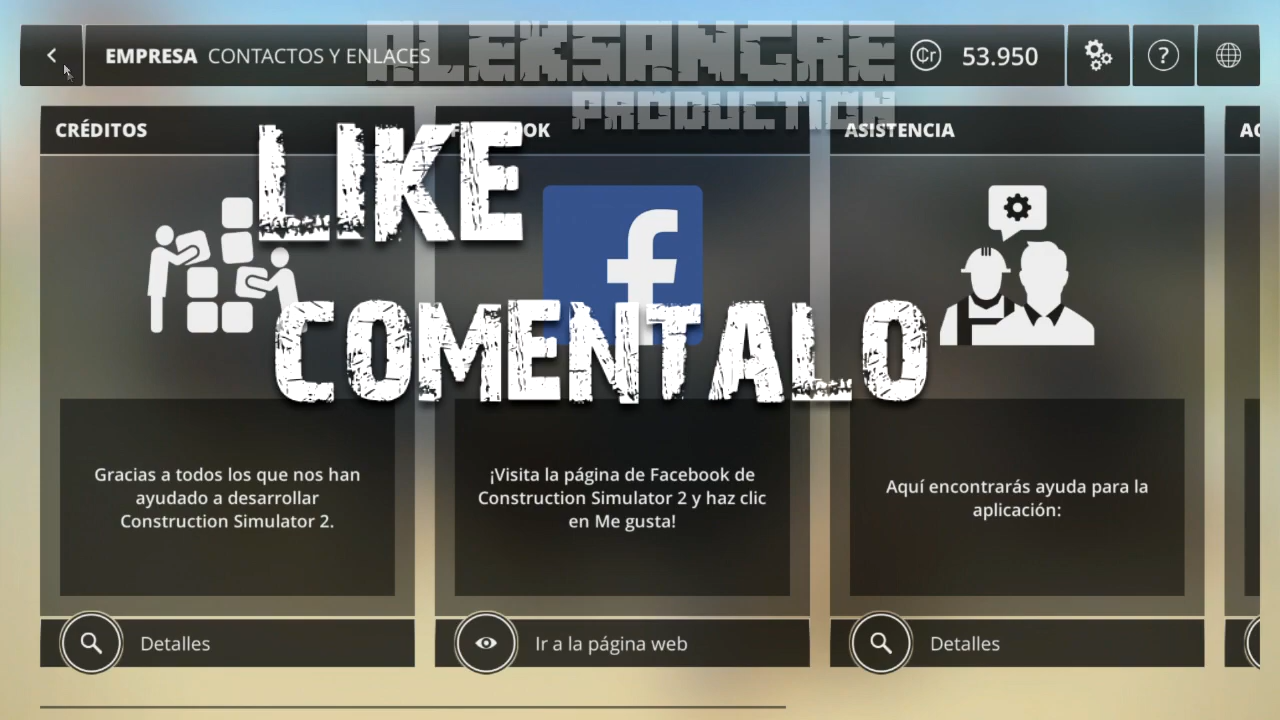 ALEKSANGRE
PRODUCTION
EMPRESA CONTACTOS Y ENLACES
53.950
?
CRÉDITOS
ASISTENCIA
LIKE
COMENTALO
Gracias a todos los que nos han
ayudado a desarrollar
Construction Simulator 2.
¡Visita la página de Facebook de
Construction Simulator 2 y haz clic
en Me gusta!
Aquí encontrarás ayuda para la
aplicación:
Detalles
Ir a la página web
Detalles